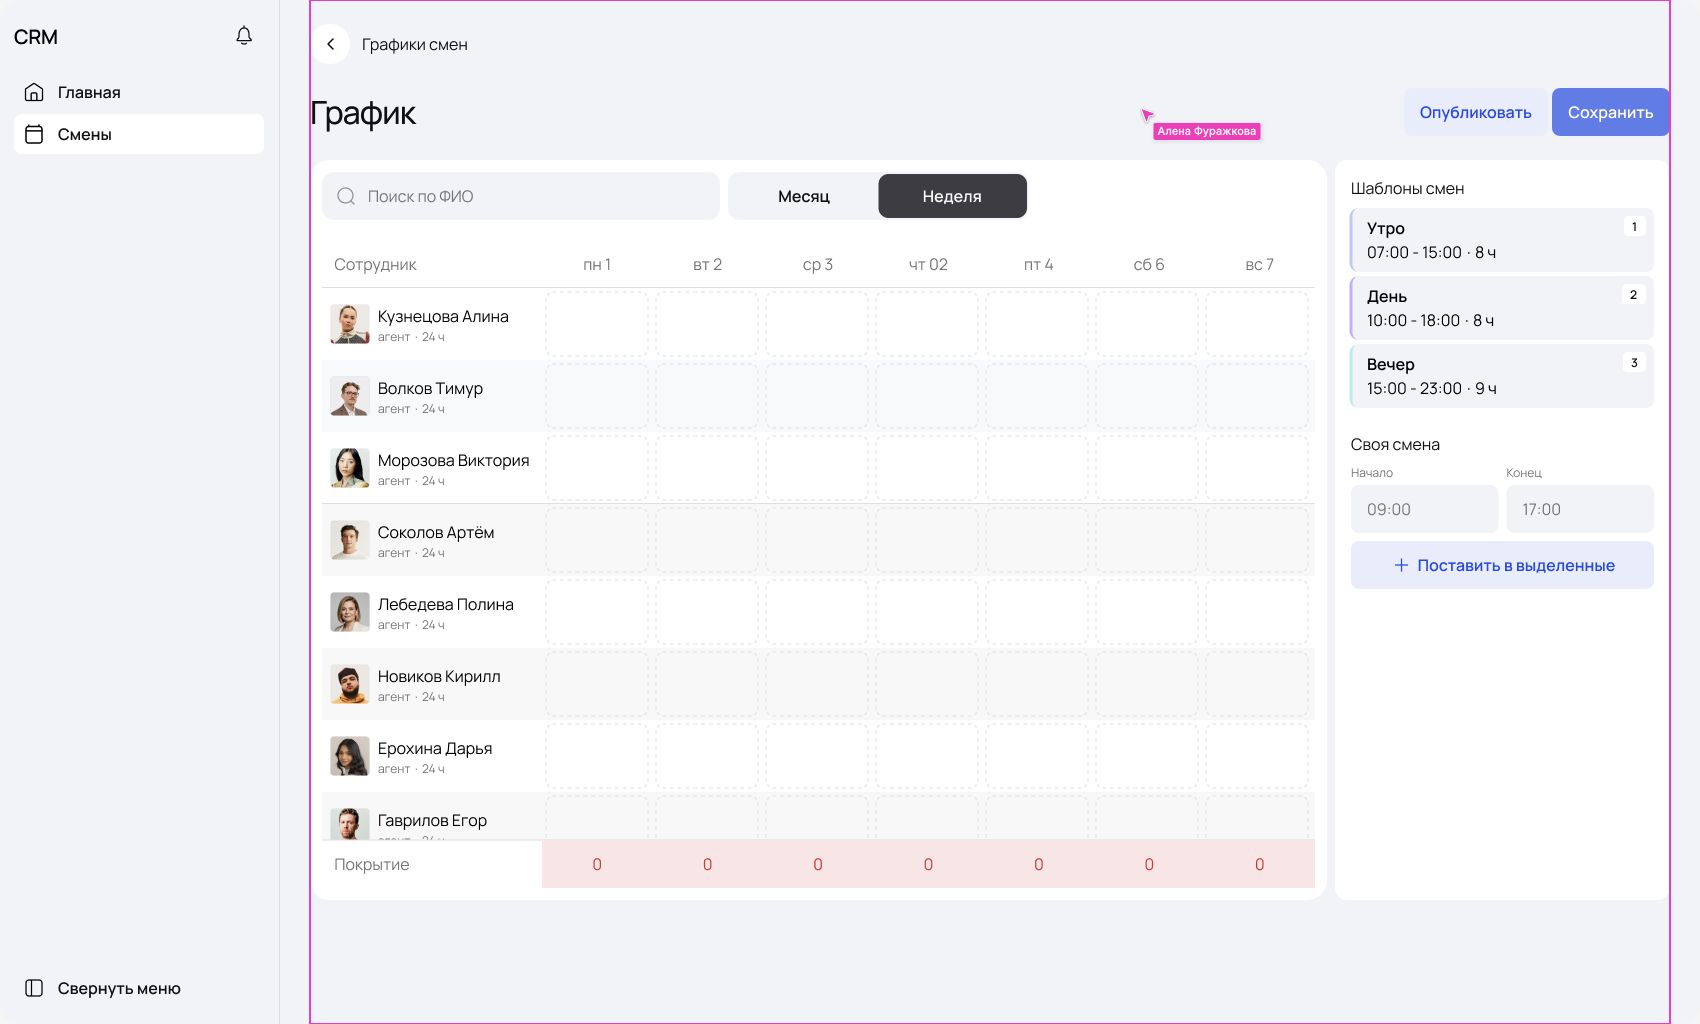 CRM
Главная
Смены
Свернуть меню
Графики смен
График
Алена Фуражкова
Опубликовать
Сохранить
Поиск по ФИО
Месяц
Неделя
Сотрудник пн 1 вт 2 ср 3 чт 02 пт 4 сб 6 вс 7
Кузнецова Алина
агент · 24 ч
Волков Тимур
агент · 24 ч
Морозова Виктория
агент · 24 ч
Соколов Артём
агент · 24 ч
Лебедева Полина
агент · 24 ч
Новиков Кирилл
агент · 24 ч
Ерохина Дарья
агент · 24 ч
Гаврилов Егор
агент · 24 ч
Покрытие 0 0 0 0 0 0 0
Шаблоны смен
Утро 1
07:00 - 15:00 · 8 ч
День 2
10:00 - 18:00 · 8 ч
Вечер 3
15:00 - 23:00 · 9 ч
Своя смена
Начало Конец
09:00 17:00
Поставить в выделенные